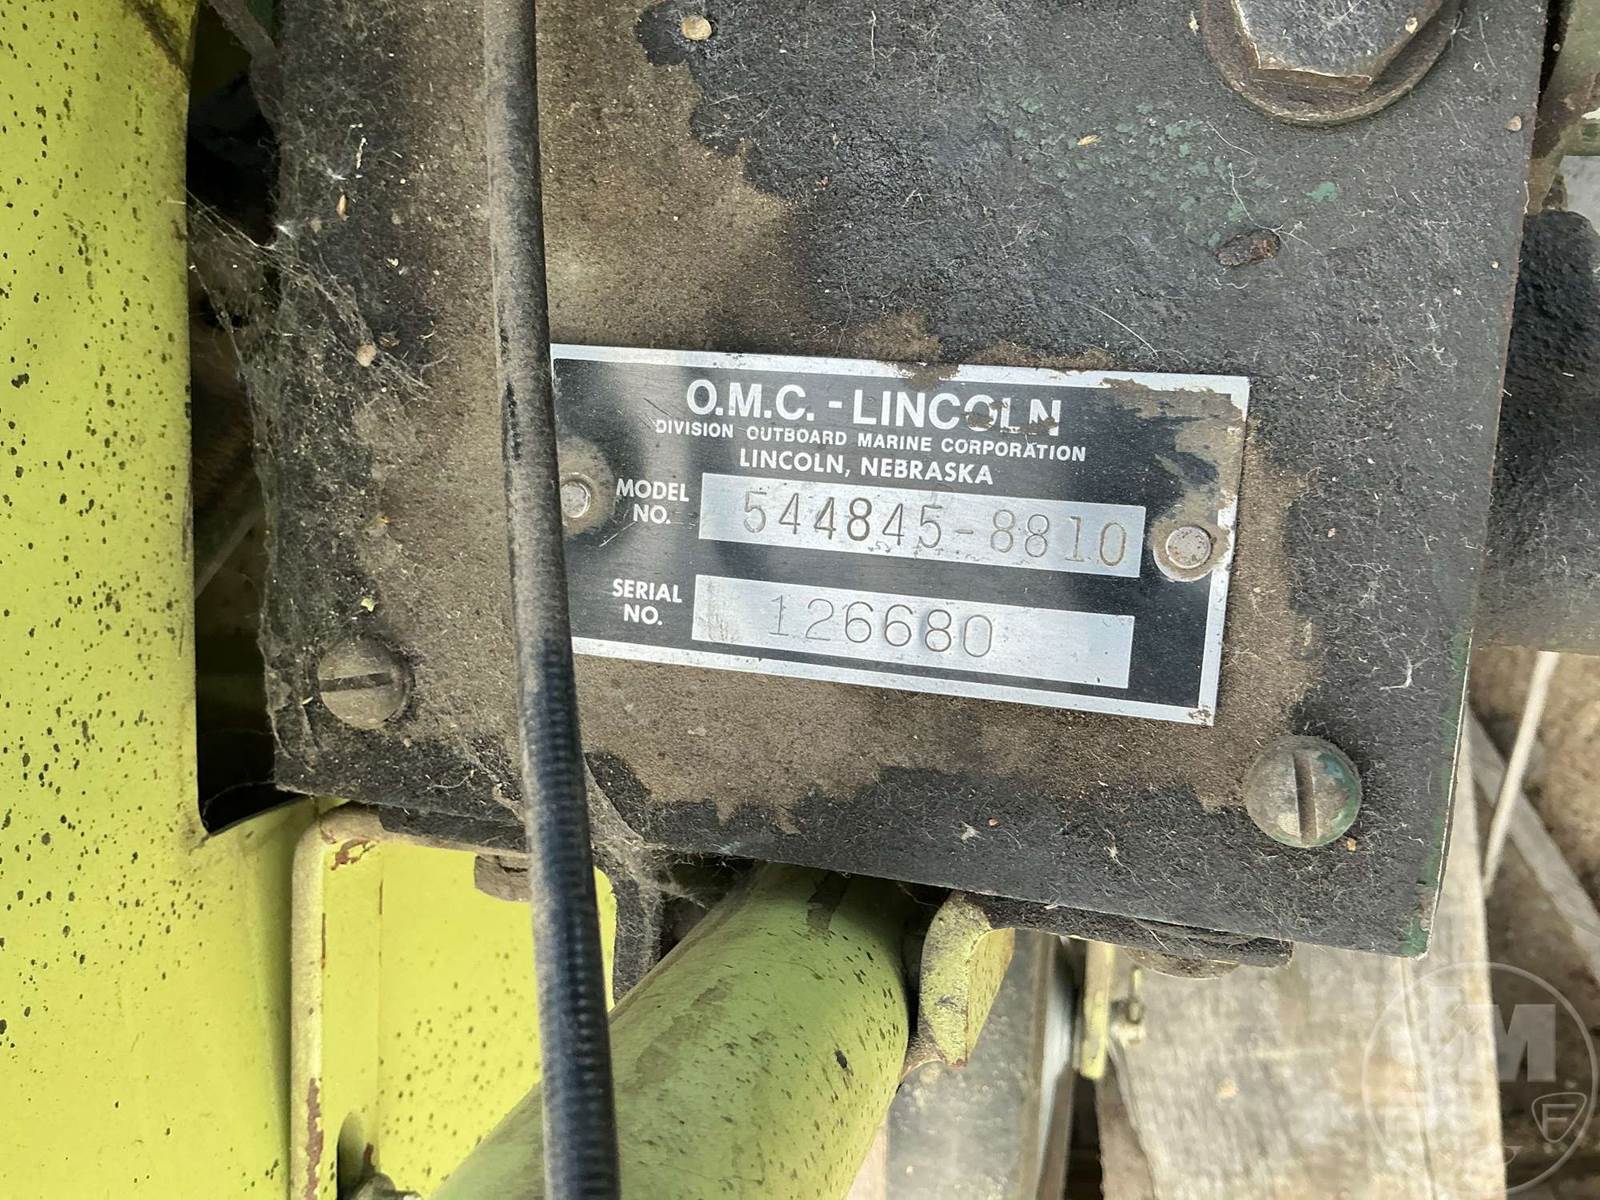 O.M.C. - LINCOLN
DIVISION OUTBOARD MARINE CORPORATION
LINCOLN, NEBRASKA
MODEL NO. 544845-8810
SERIAL NO. 126680